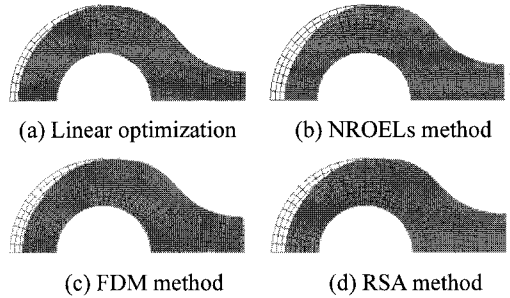 (a) Linear optimization
(b) NROELs method
(c) FDM method
(d) RSA method